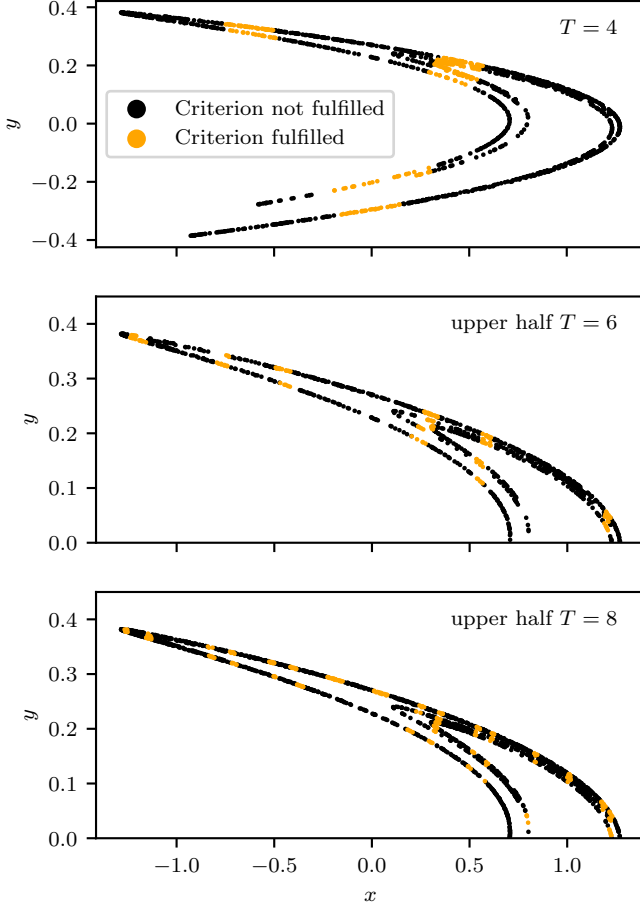 0.4
T = 4
0.2
y
0.0
Criterion not fulfilled
Criterion fulfilled
−0.2
−0.4
upper half T = 6
0.4
0.3
y
0.2
0.1
0.0
upper half T = 8
0.4
0.3
y
0.2
0.1
0.0
−1.0 −0.5 0.0 0.5 1.0
x